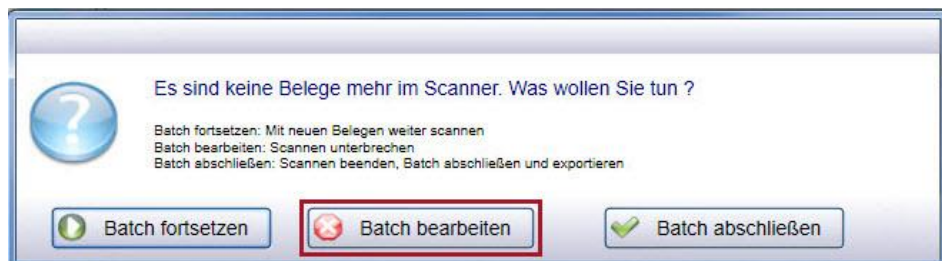 Es sind keine Belege mehr im Scanner. Was wollen Sie tun ?
Batch fortsetzen: Mit neuen Belegen weiter scannen
Batch bearbeiten: Scannen unterbrechen
Batch abschließen: Scannen beenden, Batch abschließen und exportieren
Batch fortsetzen
Batch bearbeiten
Batch abschließen